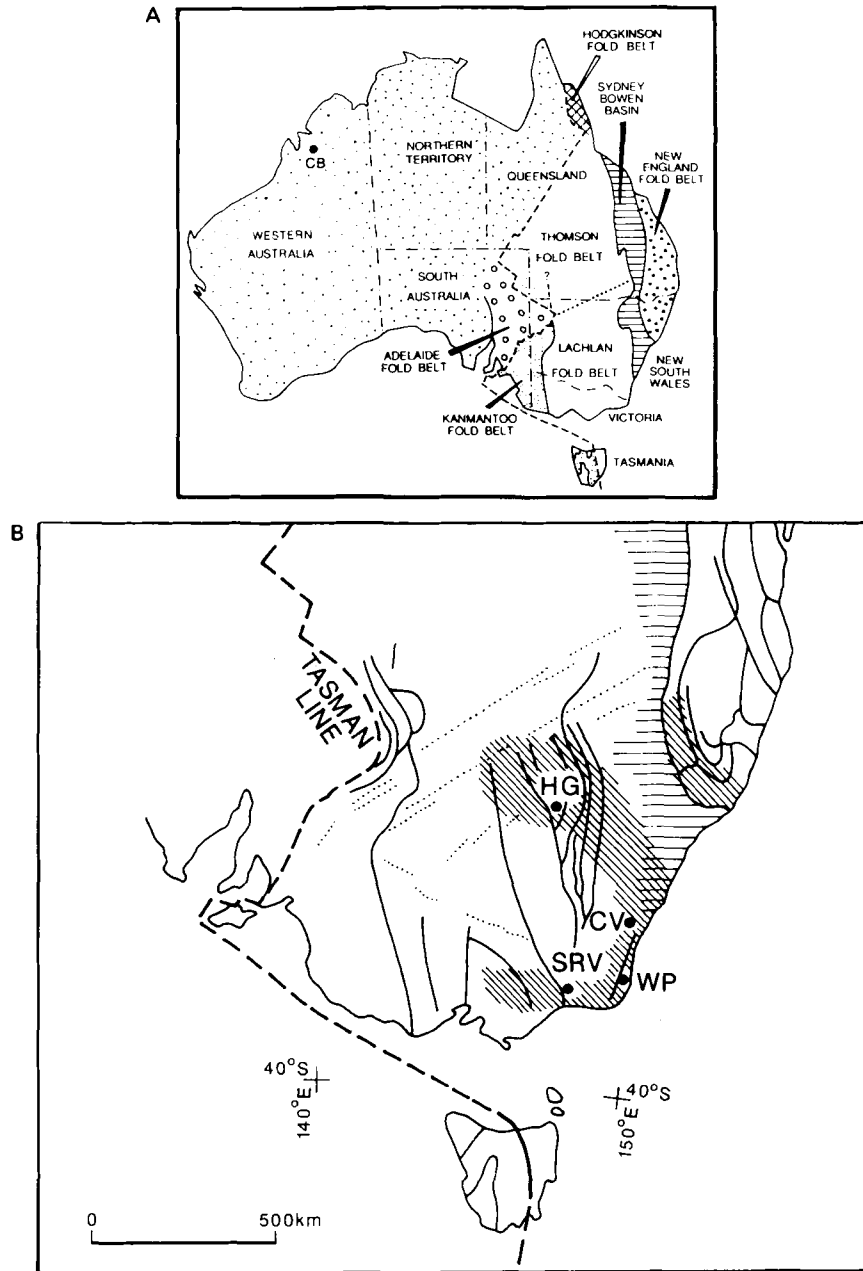 A
HODGKINSON
FOLD BELT
SYDNEY
BOWEN
BASIN
NEW
ENGLAND
FOLD BELT
CB
NORTHERN
TERRITORY
QUEENSLAND
WESTERN
AUSTRALIA
THOMSON
FOLD BELT
?
SOUTH
AUSTRALIA
ADELAIDE
FOLD BELT
LACHLAN
FOLD BELT
NEW
SOUTH
WALES
KANMANTOO
FOLD BELT
VICTORIA
TASMANIA
B
TASMAN
LINE
HG
CV
SRV
WP
40°S
140°E
40°S
150°E
0
500km